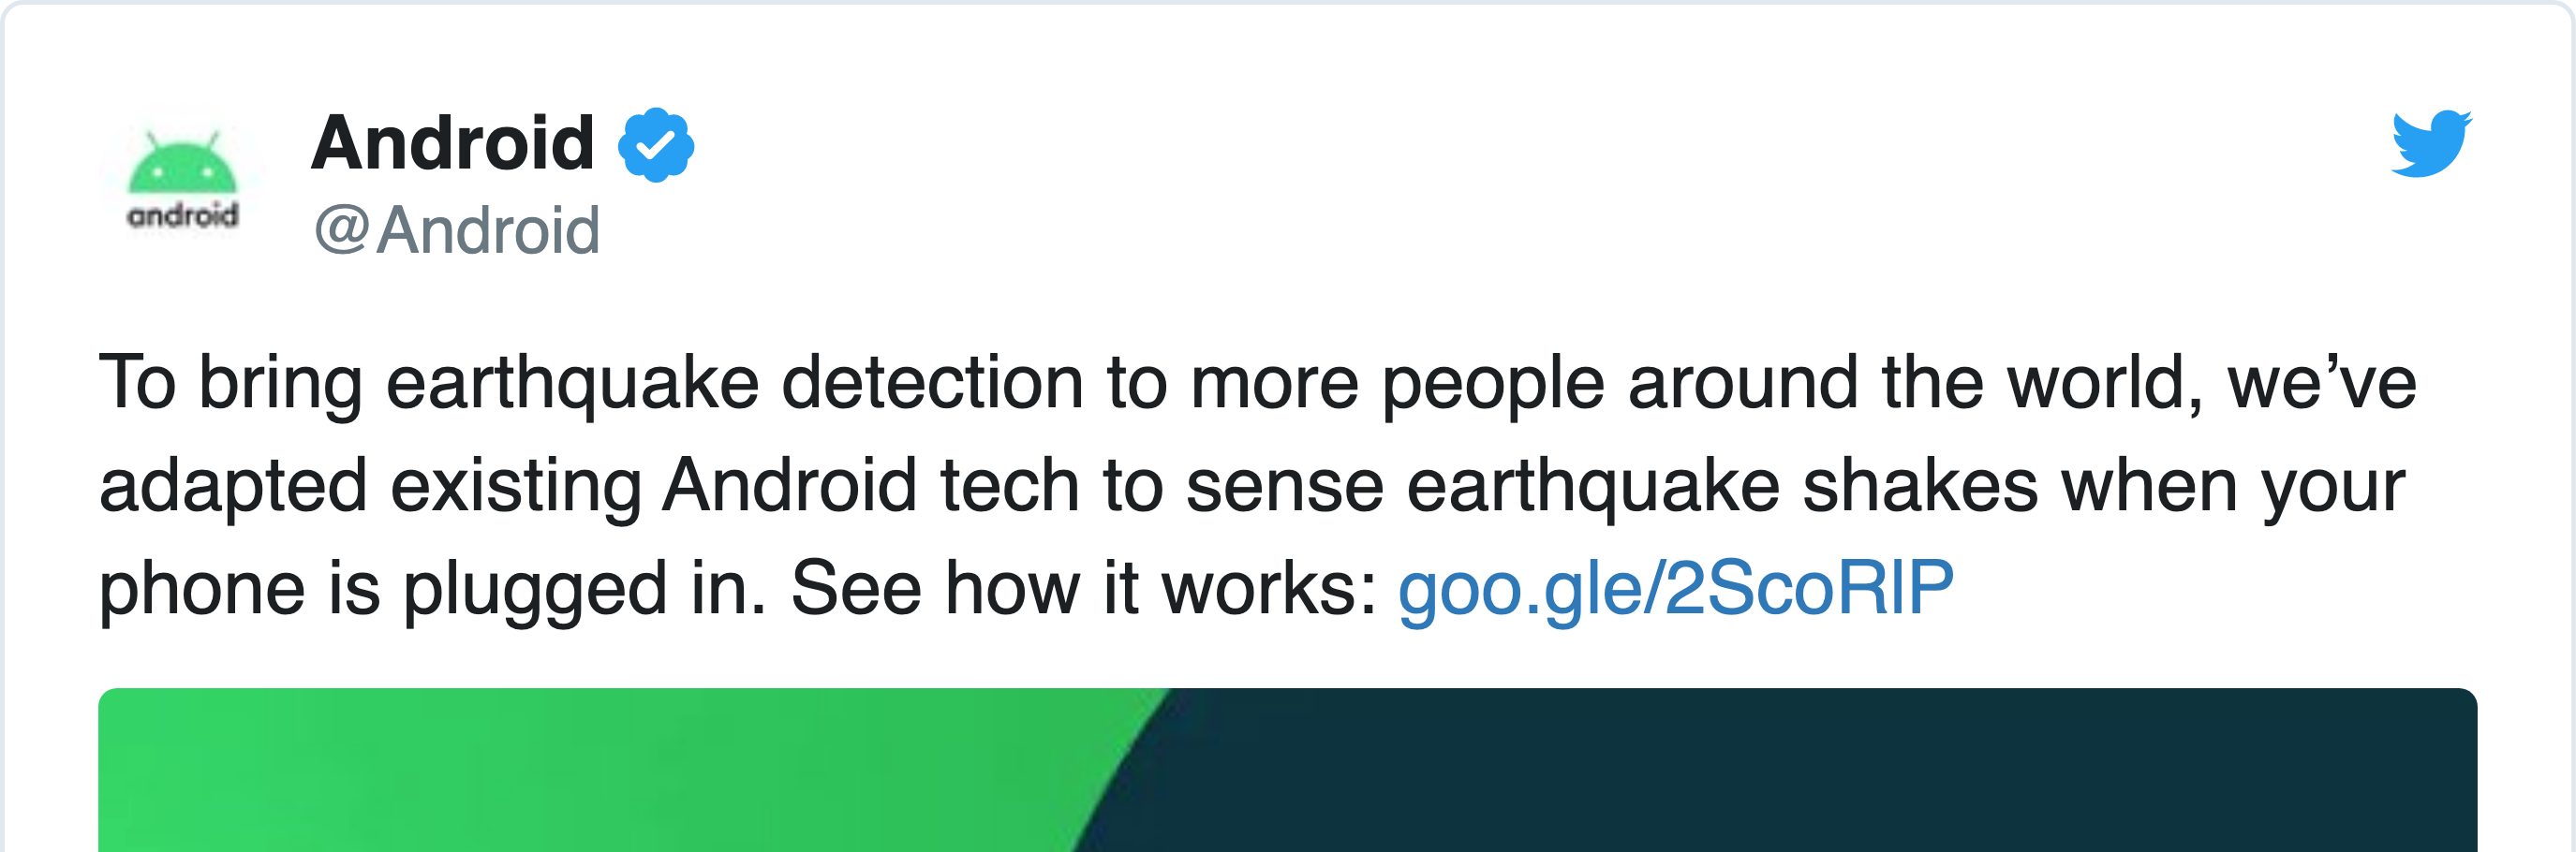 Android
@Android
android
To bring earthquake detection to more people around the world, we’ve
adapted existing Android tech to sense earthquake shakes when your
phone is plugged in. See how it works: goo.gle/2ScoRlP